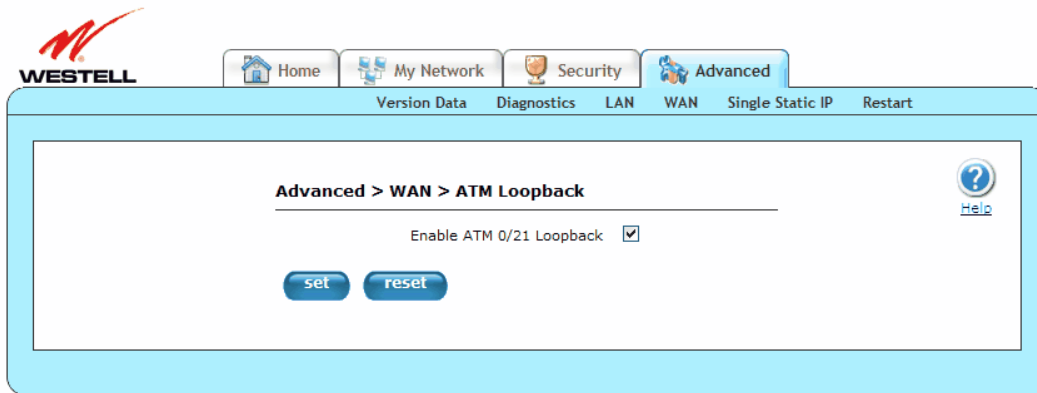 WESTELL
Home My Network Security Advanced
Version Data Diagnostics LAN WAN Single Static IP Restart
Advanced > WAN > ATM Loopback
Help
Enable ATM 0/21 Loopback
set reset